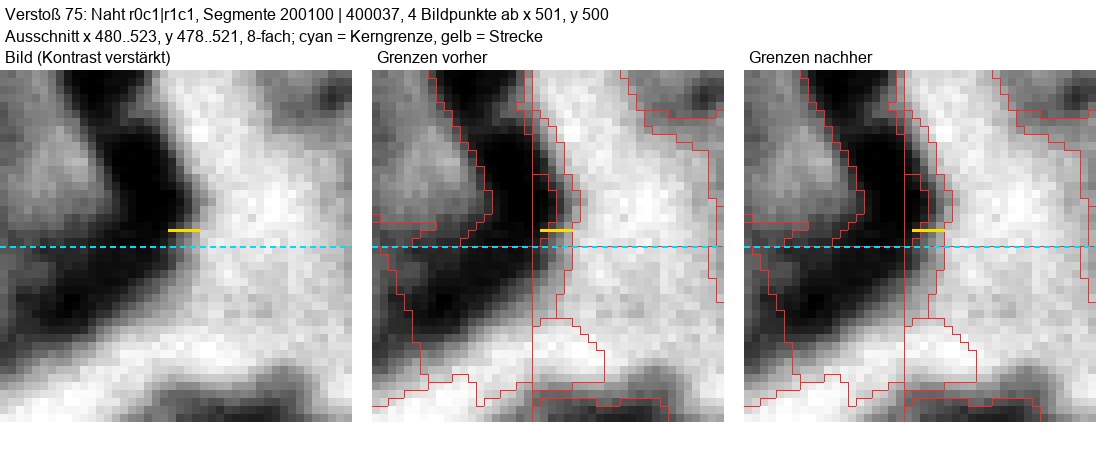 Verstoß 75: Naht r0c1|r1c1, Segmente 200100 | 400037, 4 Bildpunkte ab x 501, y 500
Ausschnitt x 480..523, y 478..521, 8-fach; cyan = Kerngrenze, gelb = Strecke
Bild (Kontrast verstärkt) Grenzen vorher Grenzen nachher